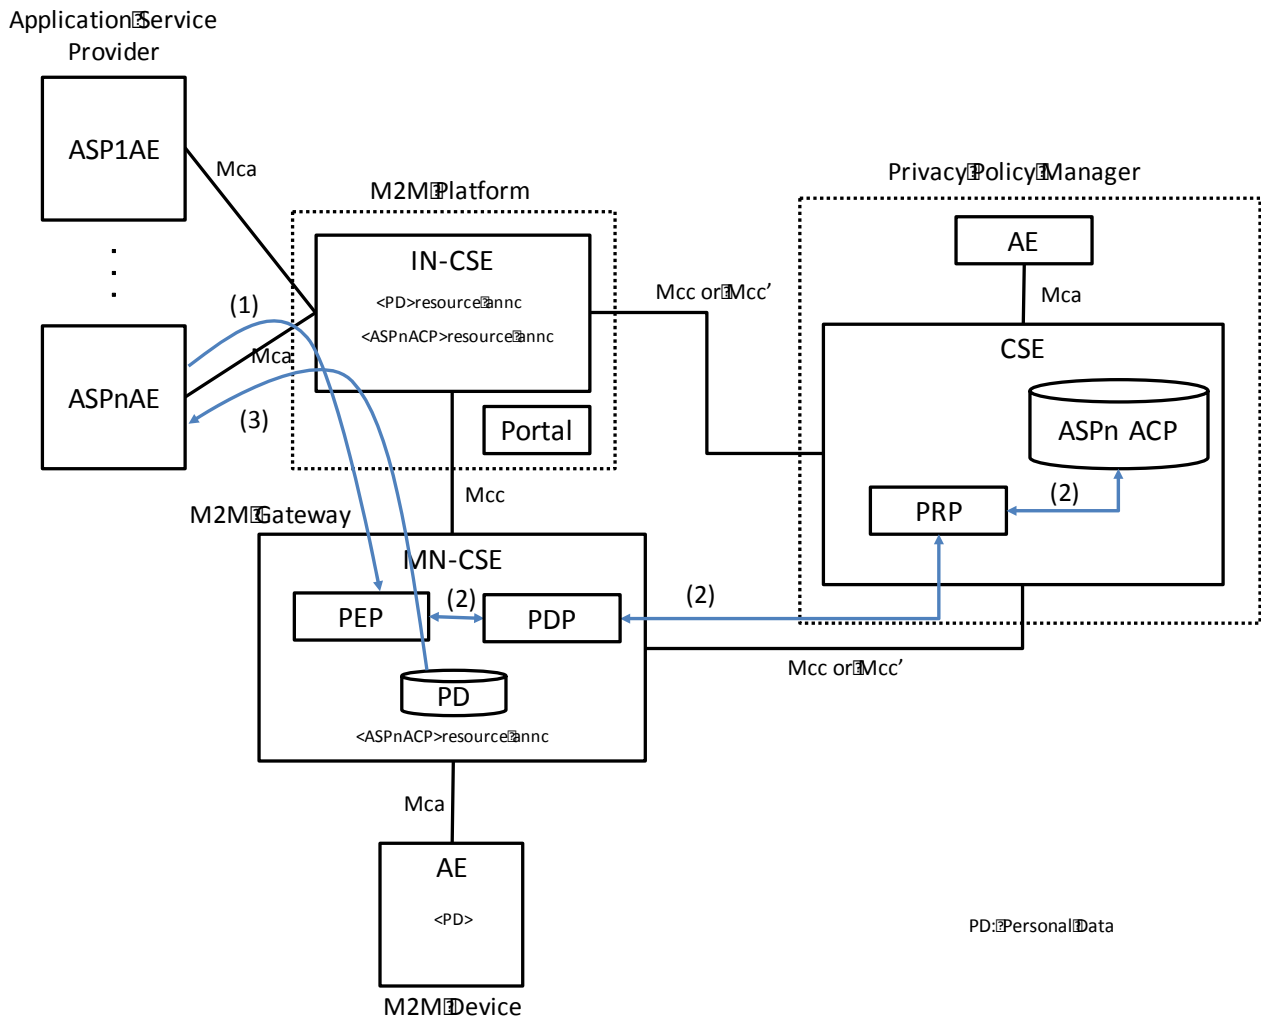 Application Service
Provider
ASP1AE
Mca
M2M Platform
Privacy Policy Manager
AE
IN-CSE
<PD>resource annc
<ASPnACP>resource annc
Mcc or Mcc’
Mca
(1)
CSE
Mca
ASPnAE
(3)
Portal
ASPn ACP
Mcc
(2)
M2M Gateway
PRP
MN-CSE
PEP
(2)
PDP
(2)
Mcc or Mcc’
PD
<ASPnACP>resource annc
Mca
AE
<PD>
PD: Personal Data
M2M Device